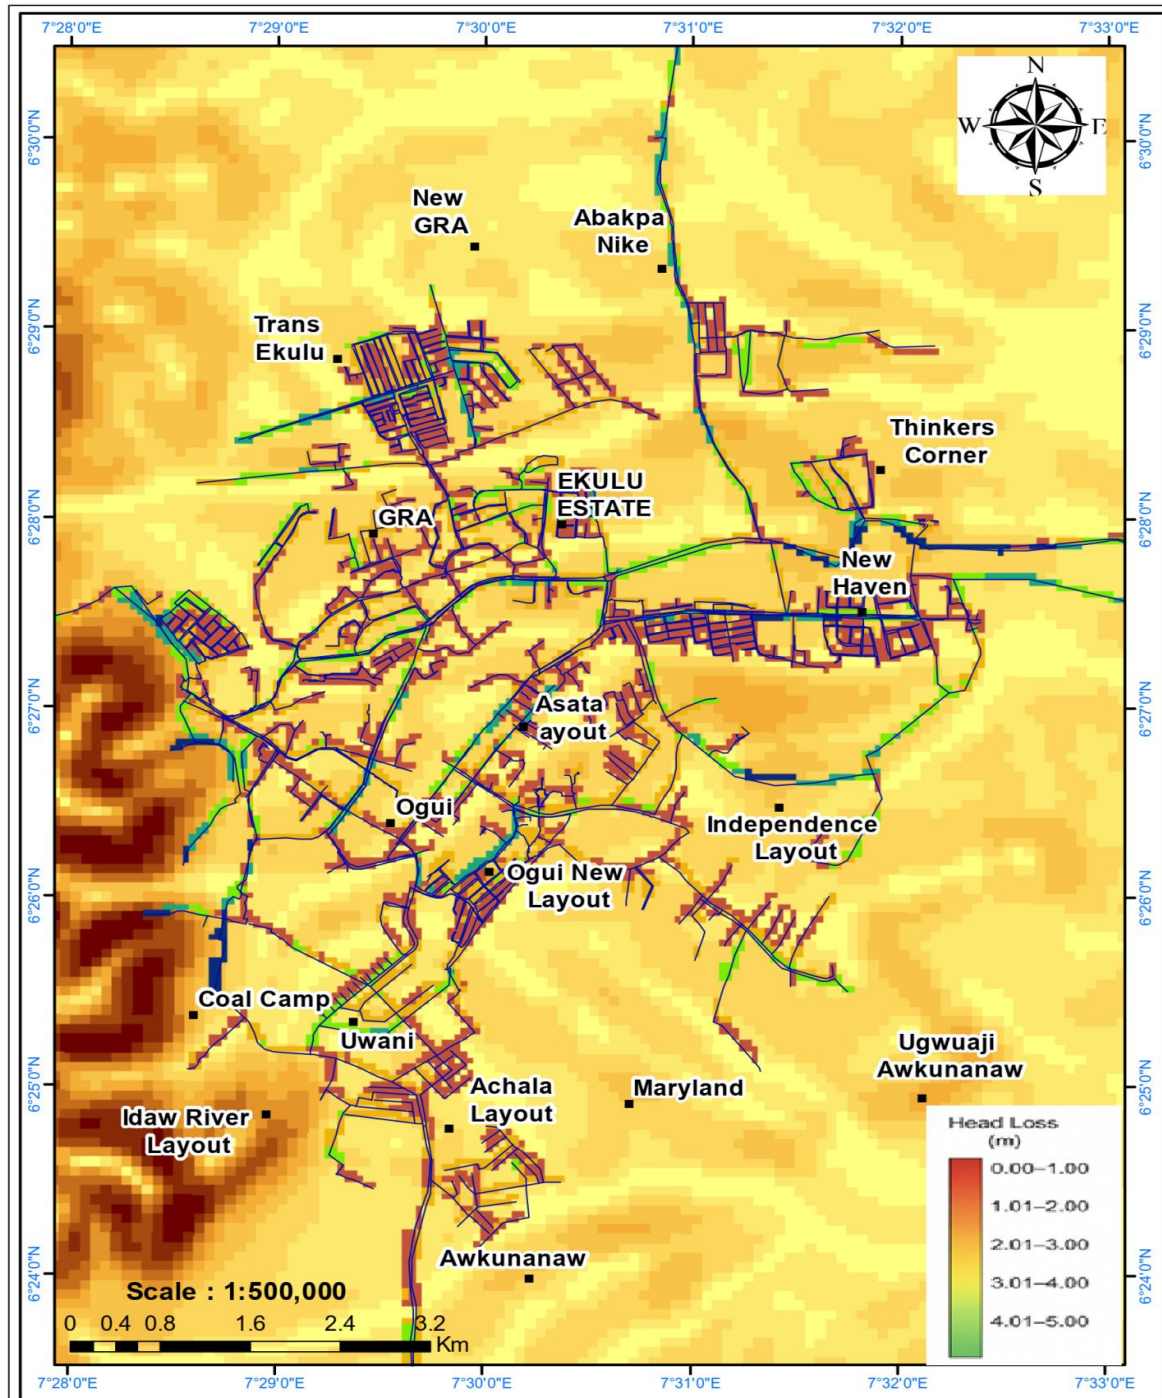 7°28'0"E 7°29'0"E 7°30'0"E 7°31'0"E 7°32'0"E 7°33'0"E
N
W E
S
6°30'0"N 6°30'0"N
New
GRA
Abakpa
Nike
6°29'0"N 6°29'0"N
Trans
Ekulu
Thinkers
Corner
EKULU
ESTATE
GRA
6°28'0"N 6°28'0"N
New
Haven
6°27'0"N 6°27'0"N
Asata
ayout
Ogui
Independence
Layout
Ogui New
Layout
6°26'0"N 6°26'0"N
Coal Camp
Uwani
Ugwuaji
Awkunanaw
6°25'0"N 6°25'0"N
Achala
Layout
Maryland
Idaw River
Layout
Head Loss
(m)
0.00–1.00
1.01–2.00
2.01–3.00
3.01–4.00
4.01–5.00
6°24'0"N 6°24'0"N
Awkunanaw
Scale : 1:500,000
0 0.4 0.8 1.6 2.4 3.2
Km
7°28'0"E 7°29'0"E 7°30'0"E 7°31'0"E 7°32'0"E 7°33'0"E